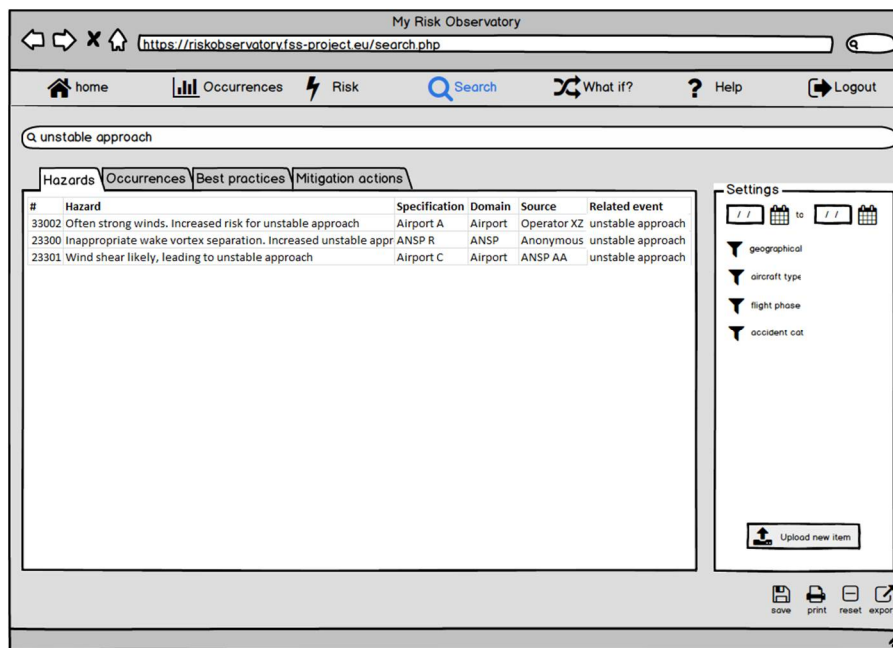 My Risk Observatory
https://riskobservatory.fss-project.eu/search.php
home Occurrences Risk Search What if? Help Logout
unstable approach
Hazards Occurrences Best practices Mitigation actions
# Hazard Specification Domain Source Related event
33002 Often strong winds. Increased risk for unstable approach Airport A Airport Operator XZ unstable approach
23300 Inappropriate wake vortex separation. Increased unstable appr ANSP R ANSP Anonymous unstable approach
23301 Wind shear likely, leading to unstable approach Airport C Airport ANSP AA unstable approach
Settings
/ / to / /
geographical
aircraft type
flight phase
accident cat
Upload new item
save print reset expor